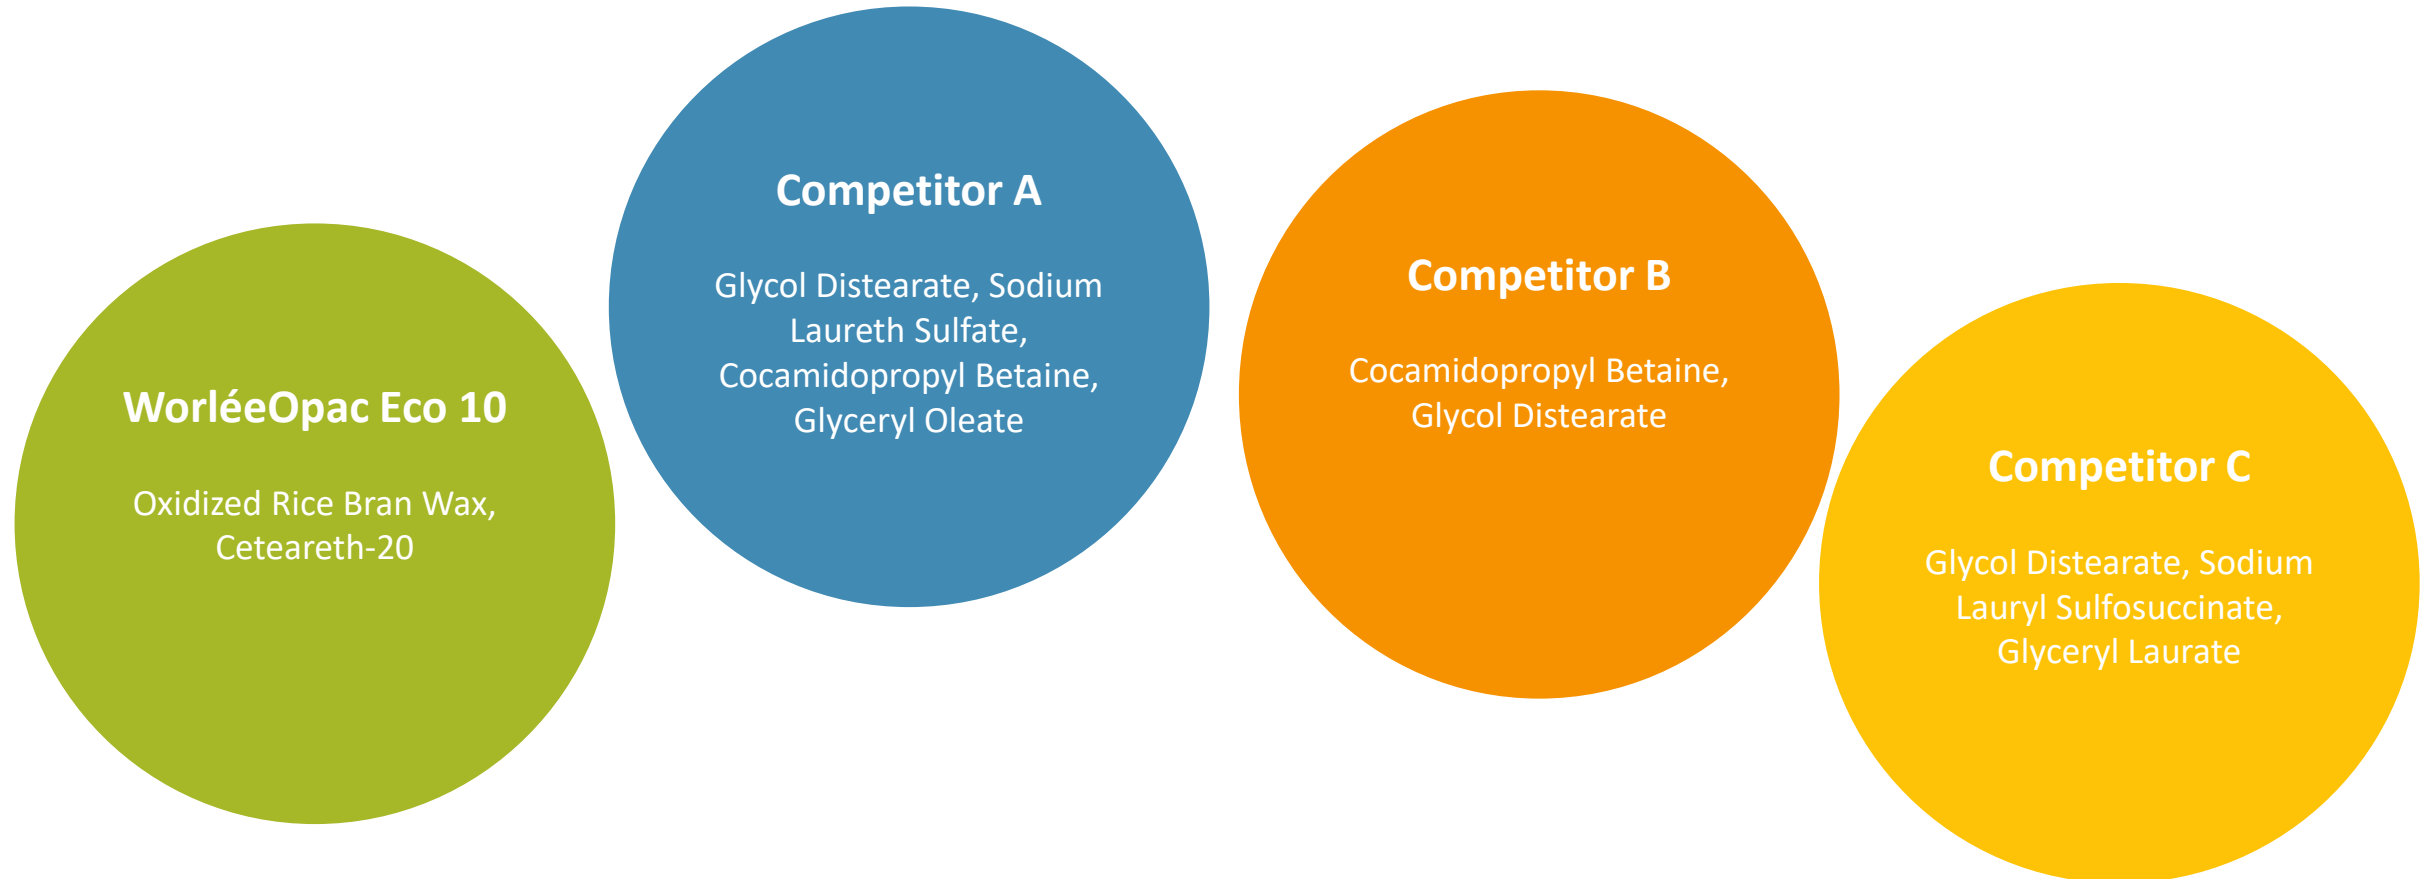 WorléeOpac Eco 10
Oxidized Rice Bran Wax,
Ceteareth-20
Competitor A
Glycol Distearate, Sodium
Laureth Sulfate,
Cocamidopropyl Betaine,
Glyceryl Oleate
Competitor B
Cocamidopropyl Betaine,
Glycol Distearate
Competitor C
Glycol Distearate, Sodium
Lauryl Sulfosuccinate,
Glyceryl Laurate